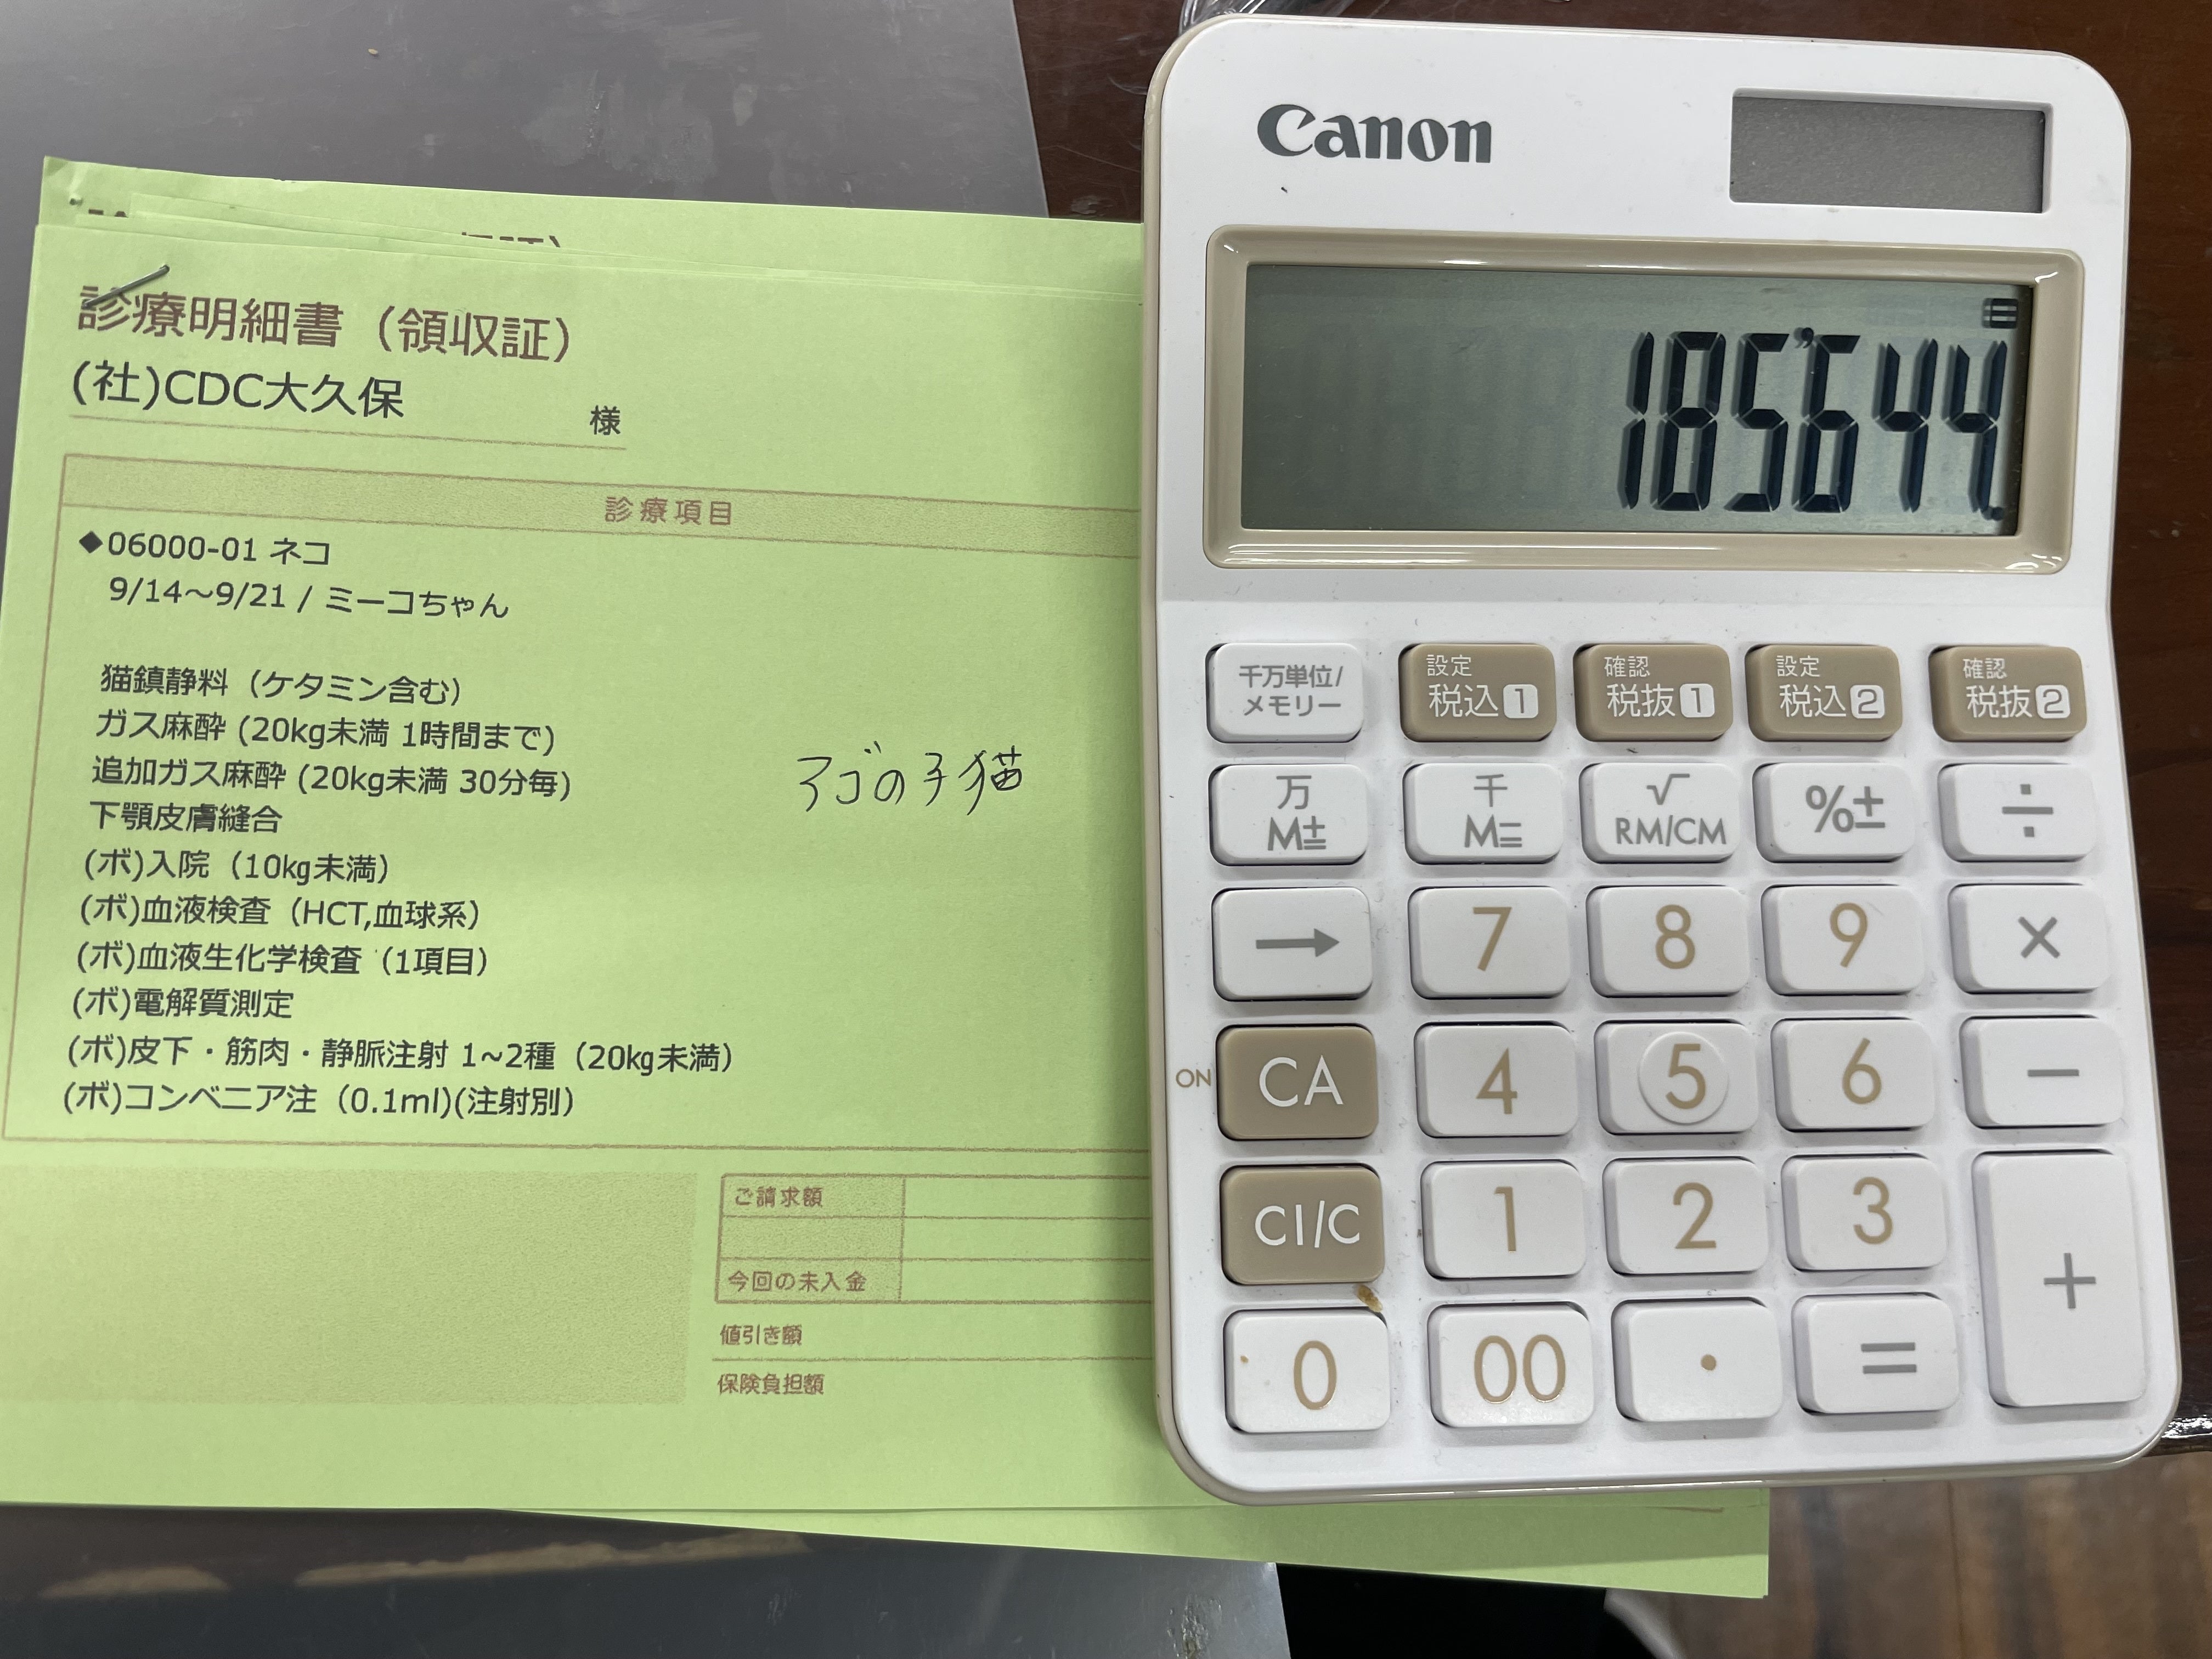 診療明細書（領収証）
(社)CDC大久保
様
診療項目
◆06000-01 ネコ
9/14～9/21 / ミーコちゃん
猫鎮静料（ケタミン含む）
ガス麻酔 (20kg未満 1時間まで)
追加ガス麻酔 (20kg未満 30分毎)
下顎皮膚縫合
(ボ)入院（10㎏未満）
(ボ)血液検査（HCT,血球系）
(ボ)血液生化学検査（1項目）
(ボ)電解質測定
(ボ)皮下・筋肉・静脈注射 1~2種（20㎏未満）
(ボ)コンベニア注（0.1ml)(注射別）
アゴの子猫
ご請求額
今回の未入金
値引き額
保険負担額
Canon
=
185'644.
千万単位/メモリー 設定 税込1 確認 税抜1 設定 税込2 確認 税抜2
万 M± 千 M= √ RM/CM %± ÷
→ 7 8 9 ×
ON CA 4 5 6 −
CI/C 1 2 3 +
0 00 · =